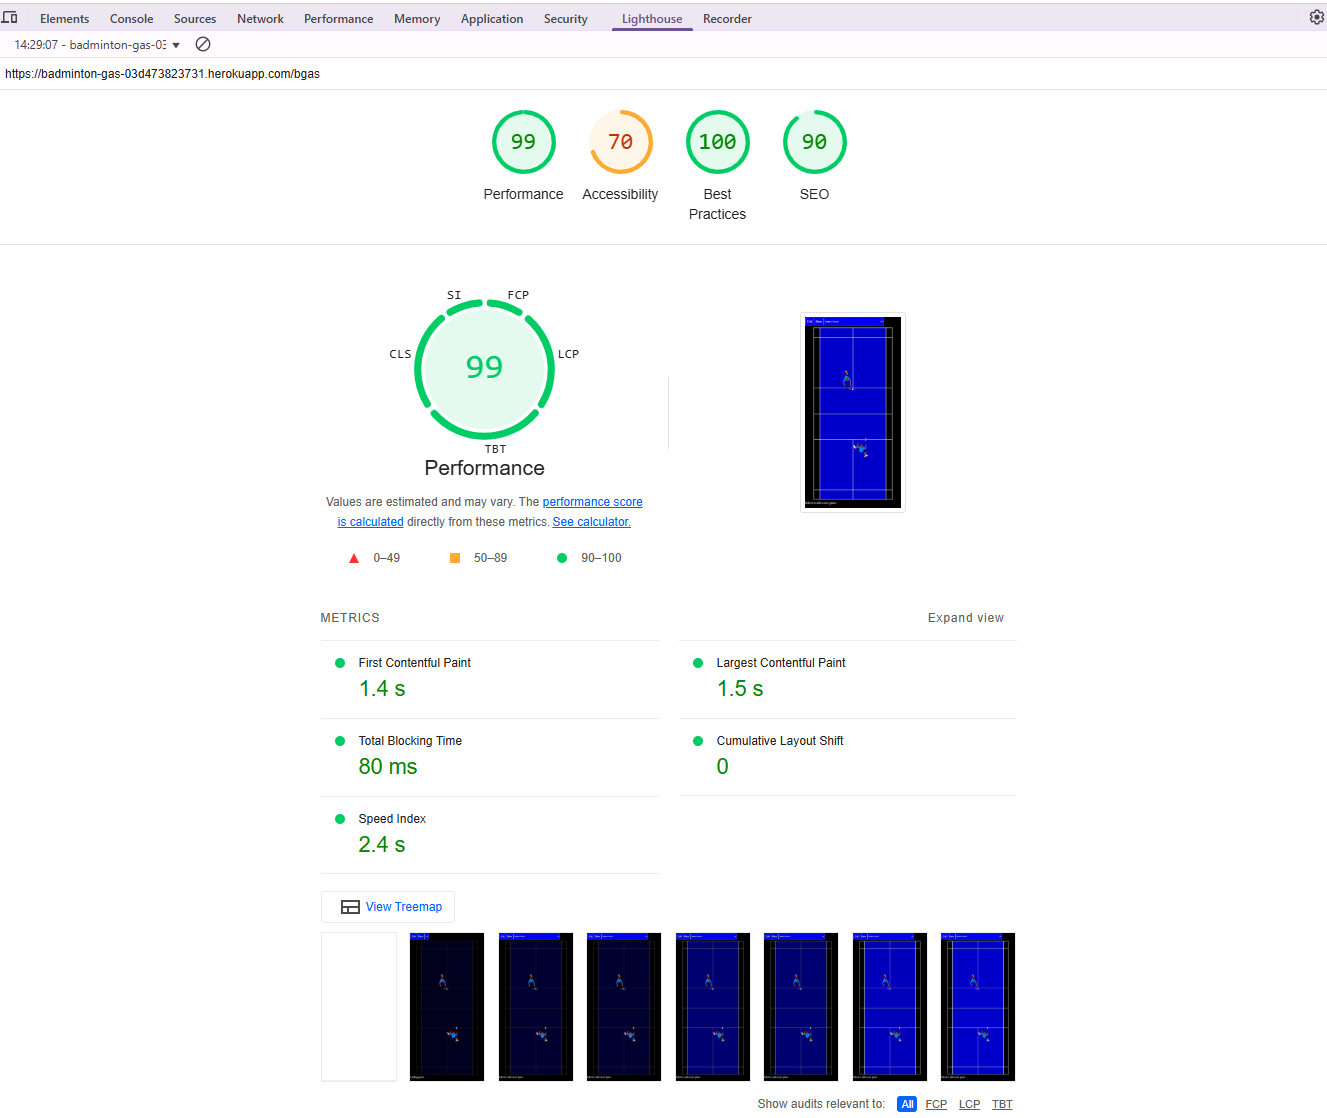 Elements Console Sources Network Performance Memory Application Security Lighthouse Recorder
14:29:07 - badminton-gas-03
https://badminton-gas-03d473823731.herokuapp.com/bgas
99 70 100 90
Performance Accessibility Best Practices SEO
SI FCP
CLS LCP
99
TBT
Performance
Values are estimated and may vary. The performance score
is calculated directly from these metrics. See calculator.
0–49 50–89 90–100
METRICS Expand view
First Contentful Paint Largest Contentful Paint
1.4 s 1.5 s
Total Blocking Time Cumulative Layout Shift
80 ms 0
Speed Index
2.4 s
View Treemap
Show audits relevant to: All FCP LCP TBT